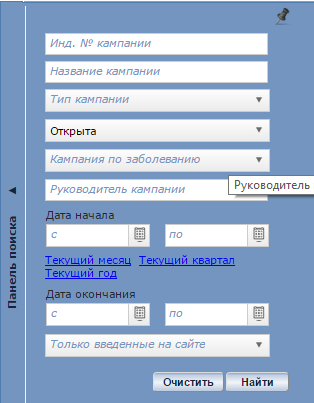 Инд. № кампании
Название кампании
Тип кампании
Открыта
Кампания по заболеванию
Руководитель
Руководитель кампании
Панель поиска
Дата начала
с по
Текущий месяц Текущий квартал
Текущий год
Дата окончания
с по
Только введенные на сайте
Очистить Найти